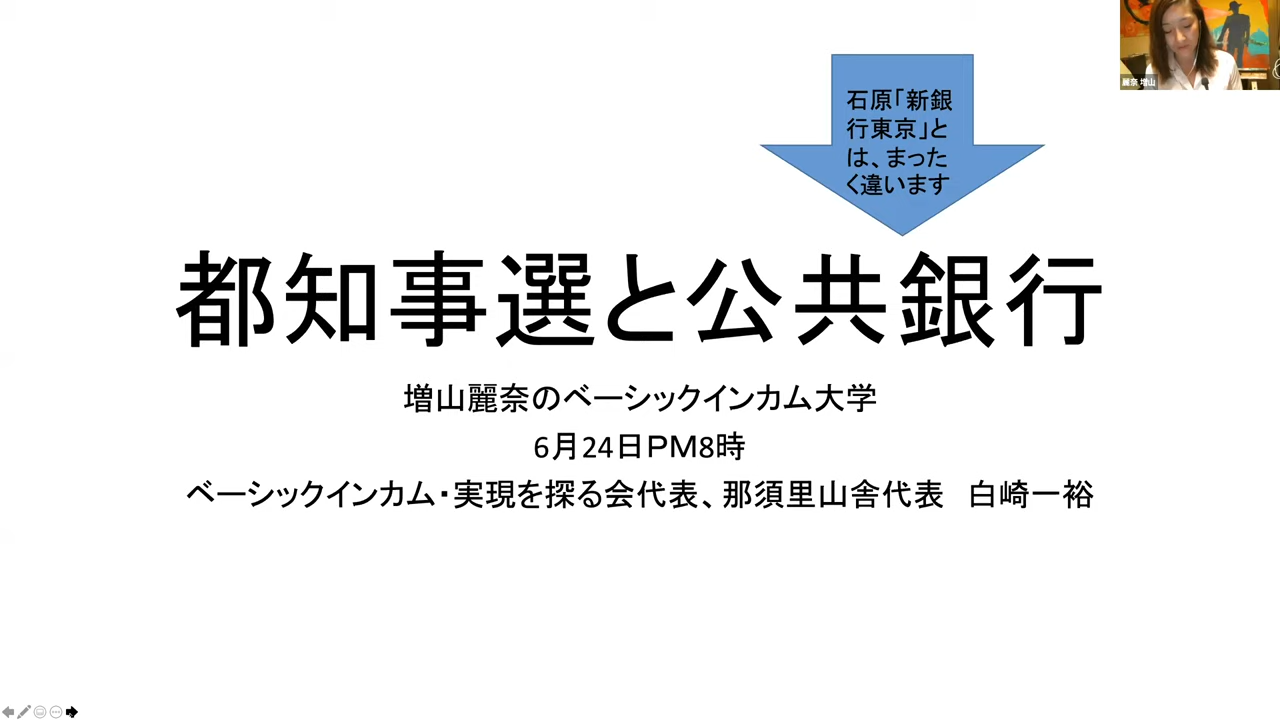 麗奈 増山
石原「新銀
行東京」と
は、まった
く違います
都知事選と公共銀行
増山麗奈のベーシックインカム大学
6月24日PM8時
ベーシックインカム・実現を探る会代表、那須里山舎代表　白崎一裕